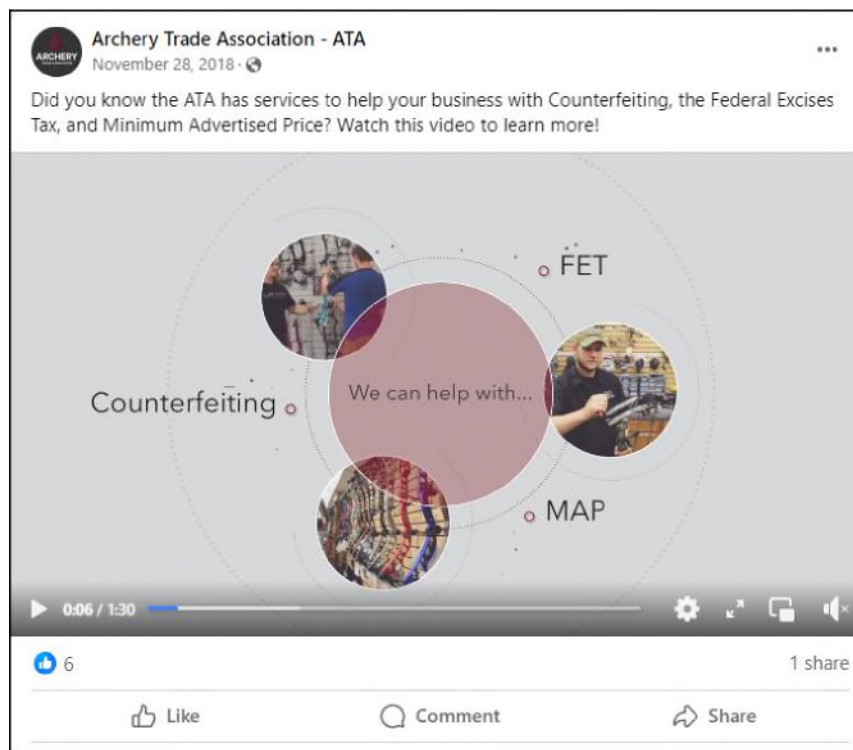 ARCHERY
Archery Trade Association - ATA
November 28, 2018 ·
Did you know the ATA has services to help your business with Counterfeiting, the Federal Excises
Tax, and Minimum Advertised Price? Watch this video to learn more!
FET
We can help with...
Counterfeiting
MAP
0:06 / 1:30
6
1 share
Like
Comment
Share